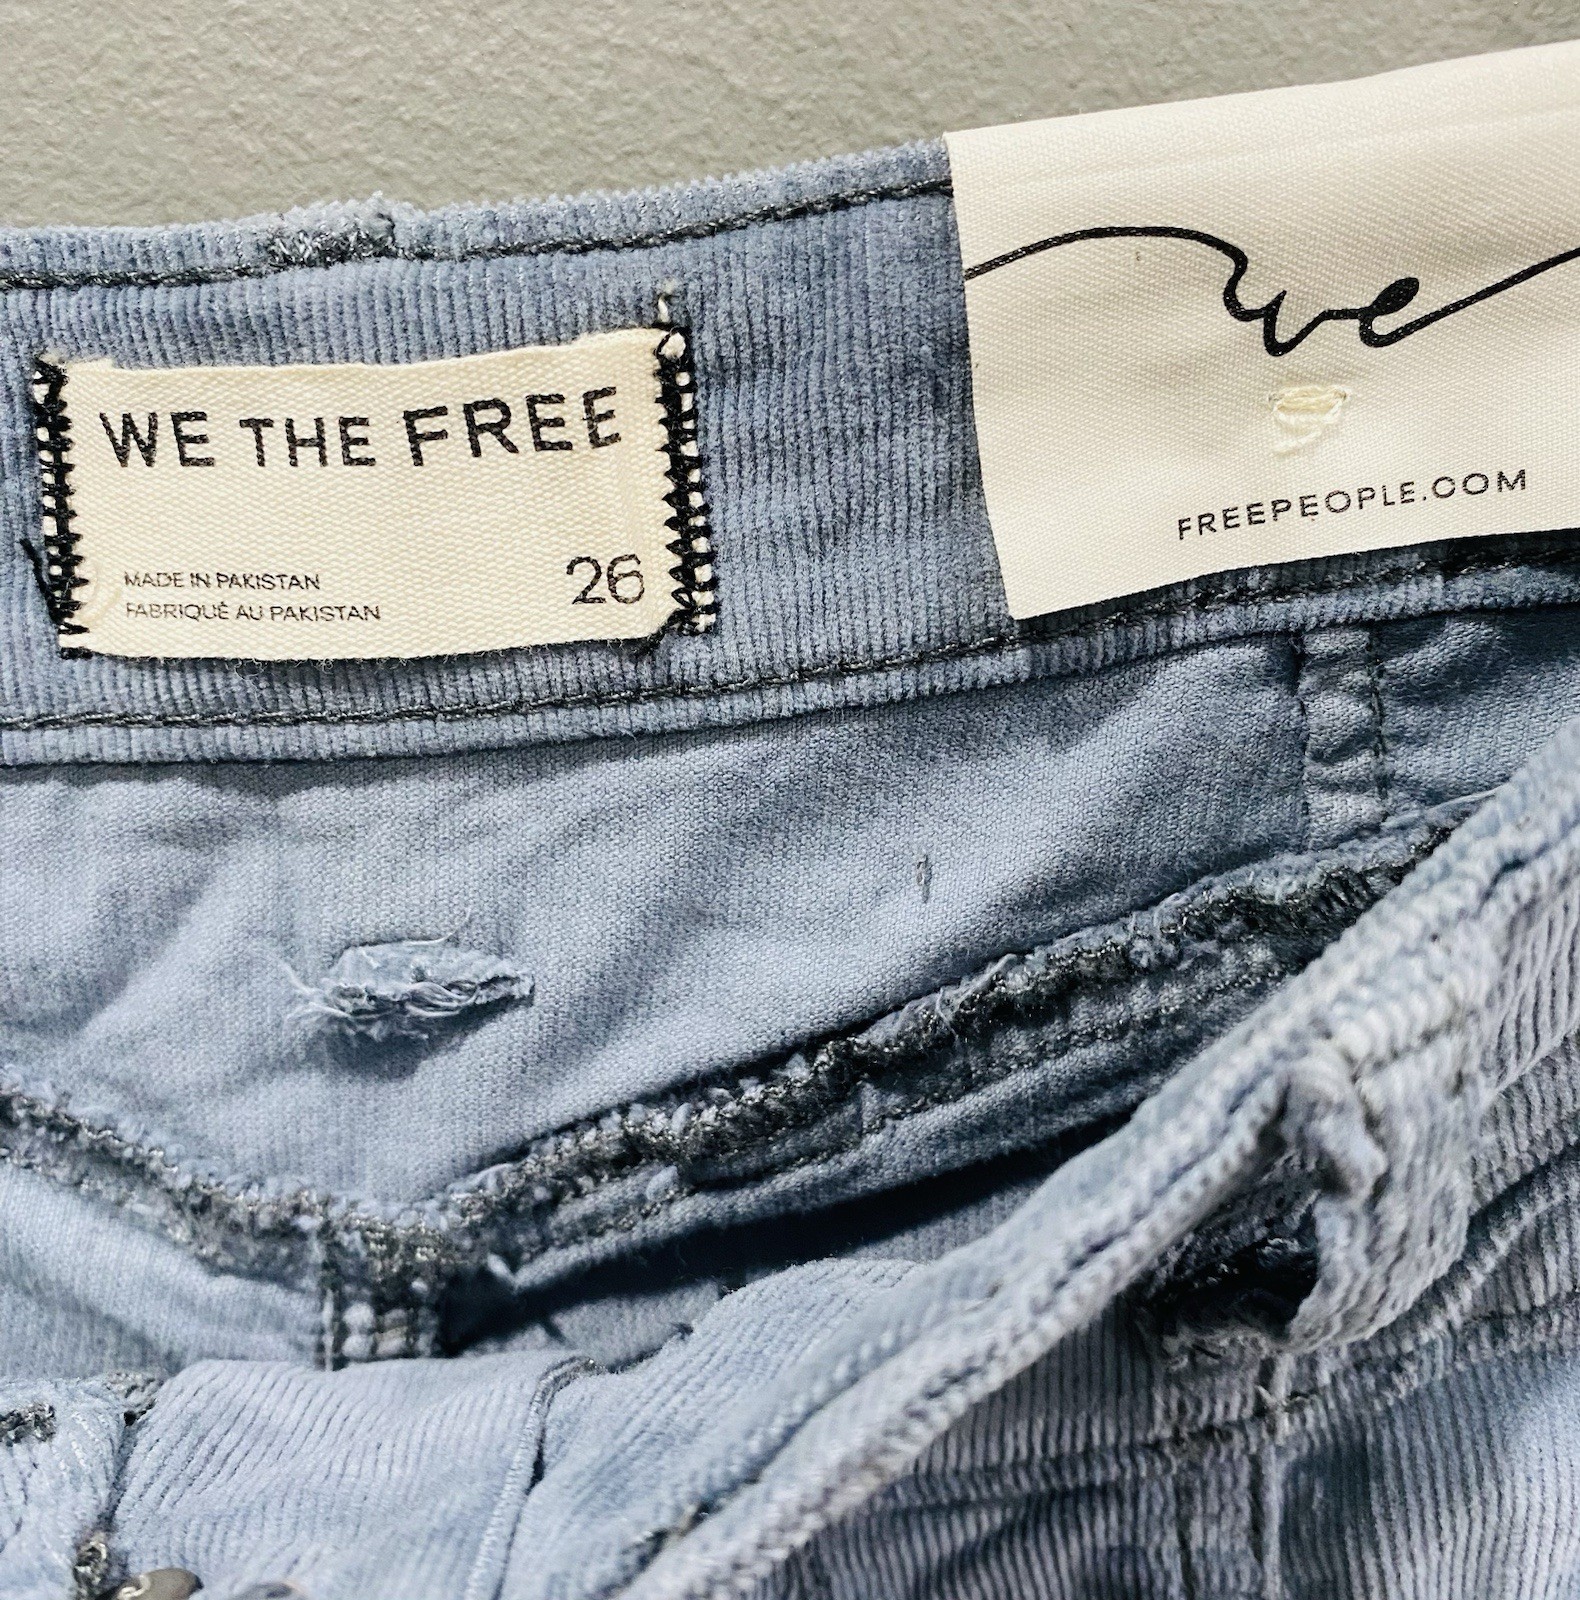 WE THE FREE
MADE IN PAKISTAN
FABRIQUÉ AU PAKISTAN
26
we
FREEPEOPLE.COM